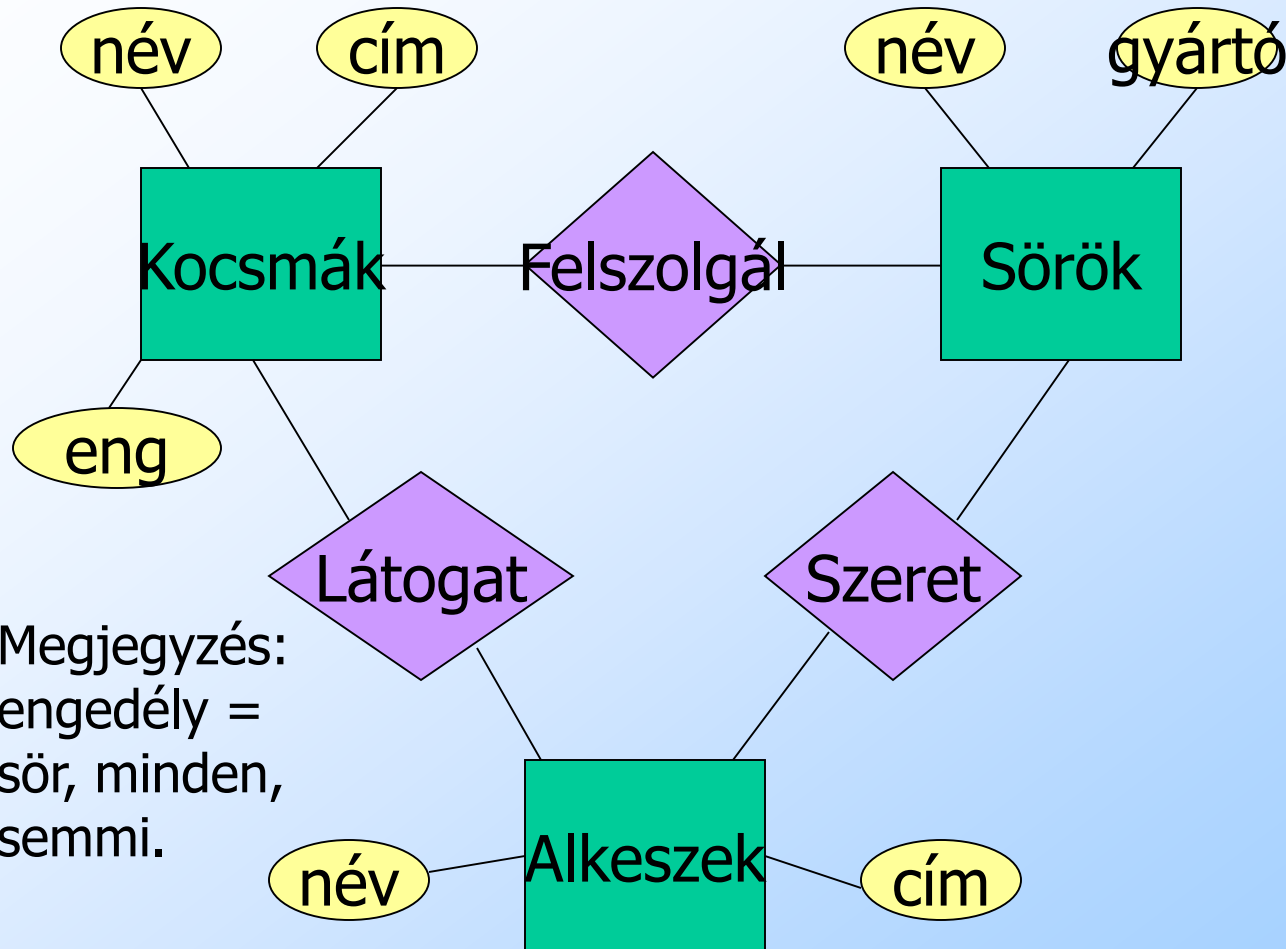 név
cím
név
gyártó
Kocsmák
Felszolgál
Sörök
eng
Látogat
Szeret
Megjegyzés:
engedély =
sör, minden,
semmi.
Alkeszek
név
cím